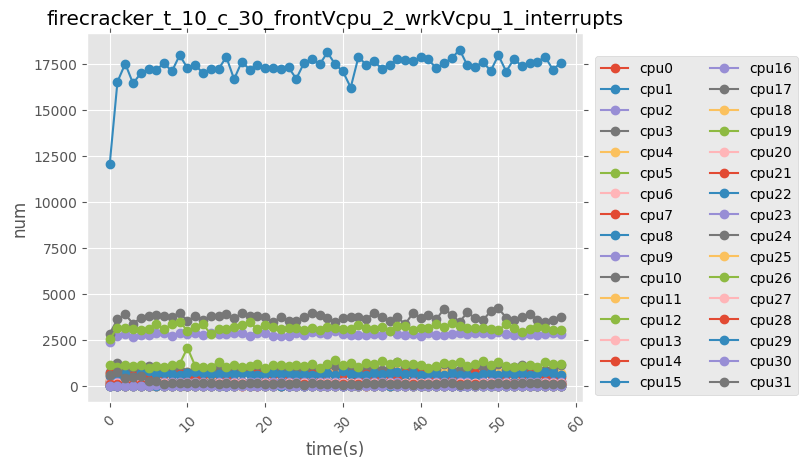 firecracker_t_10_c_30_frontVcpu_2_wrkVcpu_1_interrupts
17500
15000
12500
10000
7500
5000
2500
0
num
0
10
20
30
40
50
60
time(s)
cpu0
cpu1
cpu2
cpu3
cpu4
cpu5
cpu6
cpu7
cpu8
cpu9
cpu10
cpu11
cpu12
cpu13
cpu14
cpu15
cpu16
cpu17
cpu18
cpu19
cpu20
cpu21
cpu22
cpu23
cpu24
cpu25
cpu26
cpu27
cpu28
cpu29
cpu30
cpu31